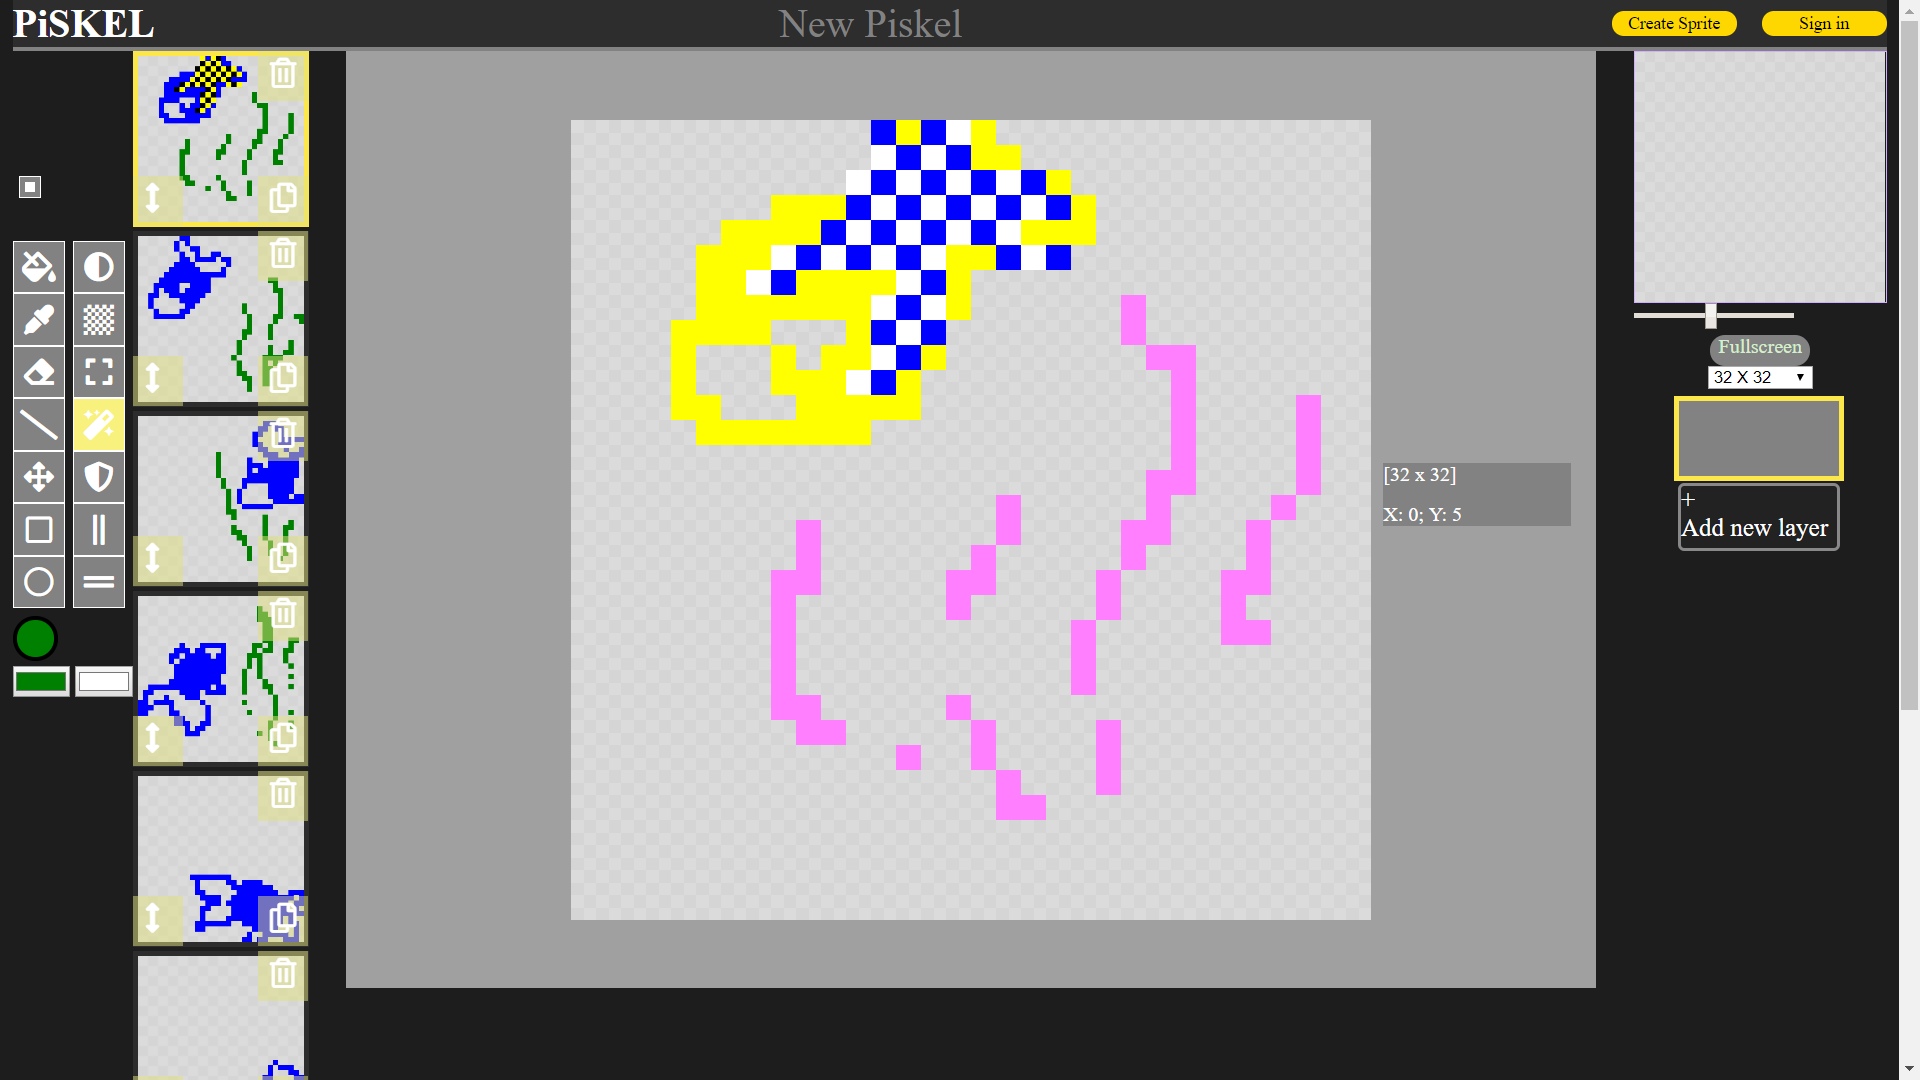 PiSKEL
New Piskel
Create Sprite
Sign in
Fullscreen
32 X 32
[32 x 32]
X: 0; Y: 5
+
Add new layer